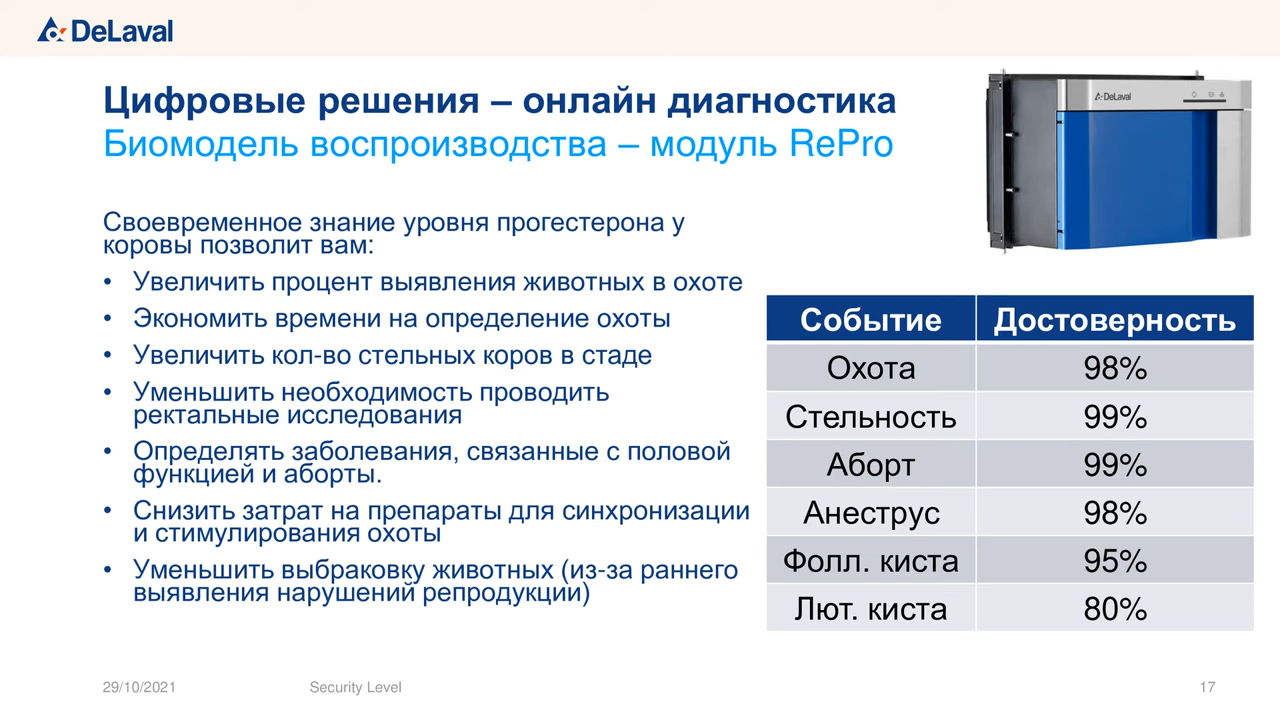 DeLaval
Цифровые решения – онлайн диагностика
Биомодель воспроизводства – модуль RePro
DeLaval
Своевременное знание уровня прогестерона у
коровы позволит вам:
• Увеличить процент выявления животных в охоте
• Экономить времени на определение охоты
• Увеличить кол-во стельных коров в стаде
• Уменьшить необходимость проводить
ректальные исследования
• Определять заболевания, связанные с половой
функцией и аборты.
• Снизить затрат на препараты для синхронизации
и стимулирования охоты
• Уменьшить выбраковку животных (из-за раннего
выявления нарушений репродукции)
Событие Достоверность
Охота 98%
Стельность 99%
Аборт 99%
Анеструс 98%
Фолл. киста 95%
Лют. киста 80%
29/10/2021 Security Level 17